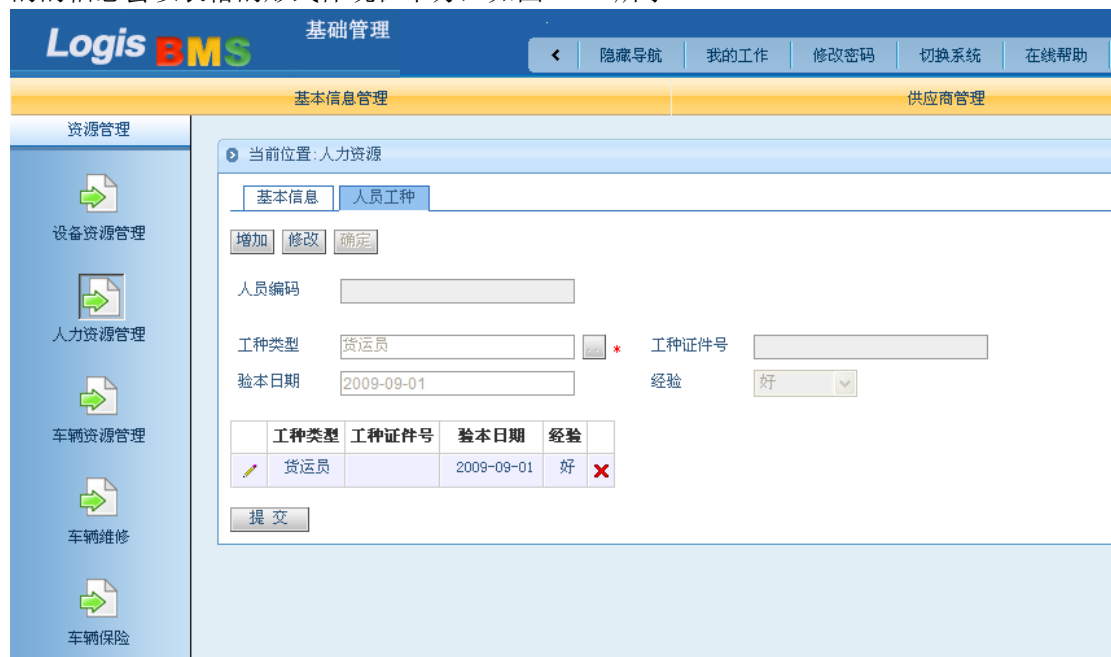 Logis BMS
基础管理
隐藏导航 我的工作 修改密码 切换系统 在线帮助
基本信息管理 供应商管理
资源管理
设备资源管理
人力资源管理
车辆资源管理
车辆维修
车辆保险
当前位置:人力资源
基本信息 人员工种
增加 修改 确定
人员编码
工种类型 货运员 ... * 工种证件号
验本日期 2009-09-01 经验 好
工种类型 工种证件号 验本日期 经验
货运员 2009-09-01 好
提 交